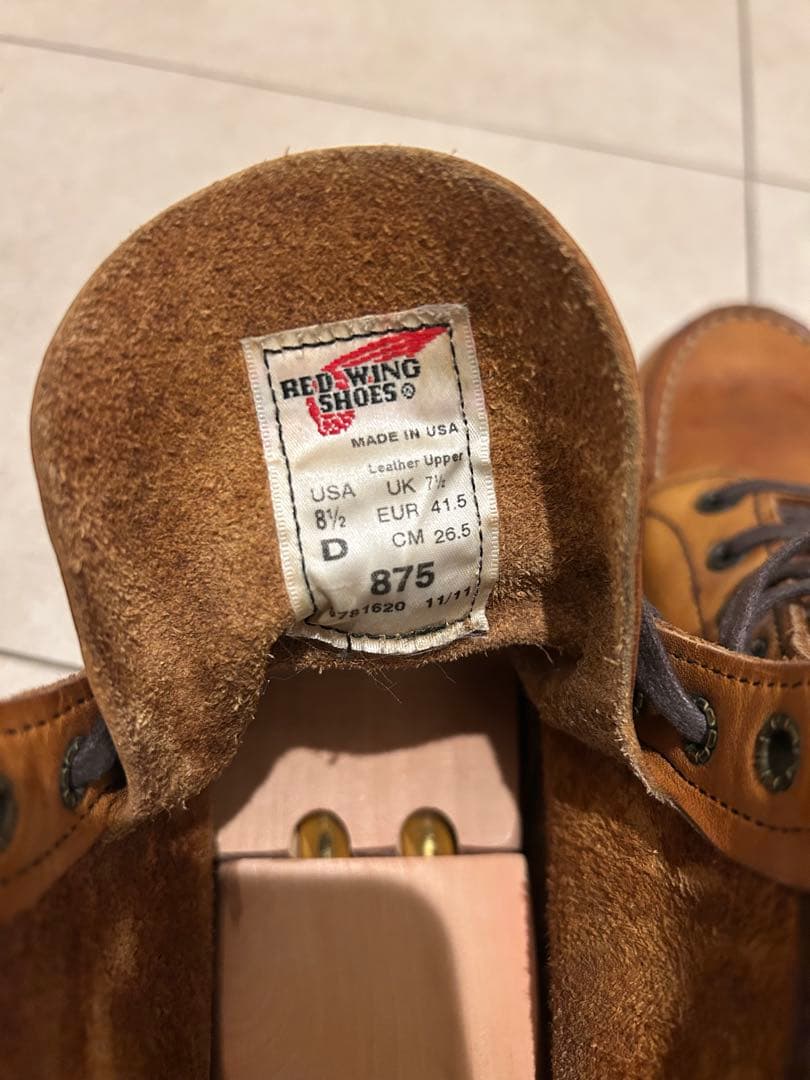 RED WING
SHOES®
MADE IN USA
Leather Upper
USA UK 7½
8½ EUR 41.5
D CM 26.5
875
781620 11/11